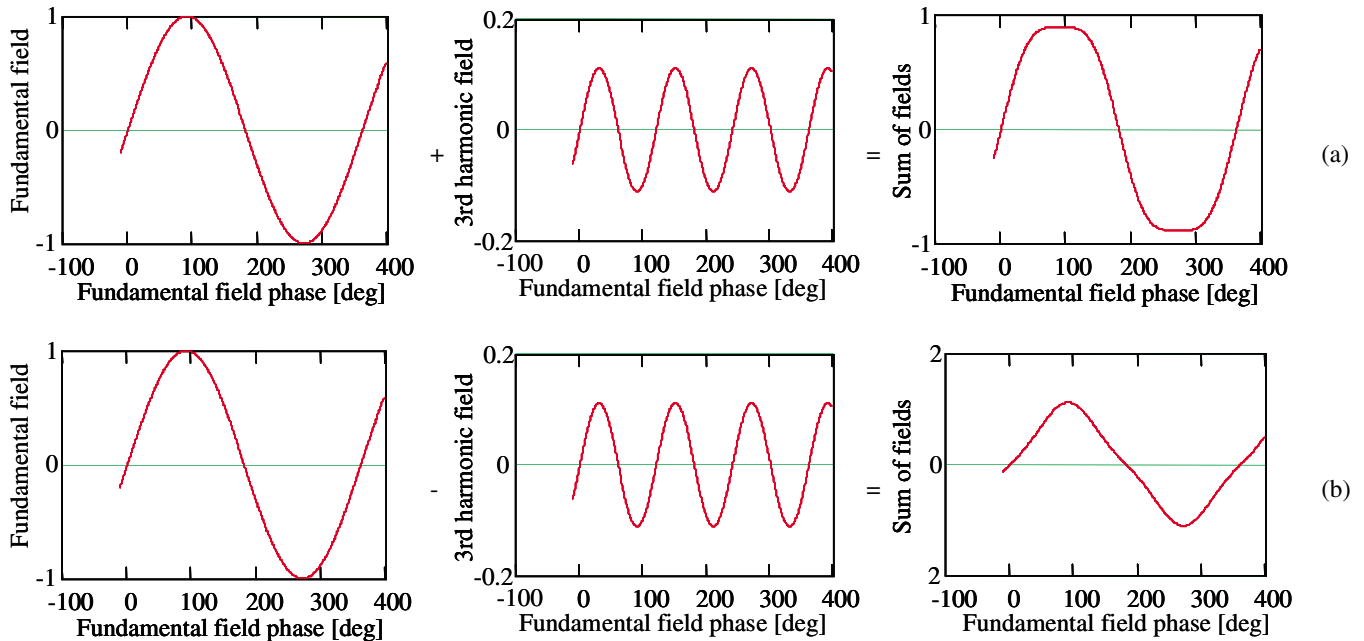 Fundamental field
1
0
-1
-100 0 100 200 300 400
Fundamental field phase [deg]
+
3rd harmonic field
0.2
0
-0.2
-100 0 100 200 300 400
Fundamental field phase [deg]
=
Sum of fields
1
0
-1
-100 0 100 200 300 400
Fundamental field phase [deg]
(a)
Fundamental field
1
0
-1
-100 0 100 200 300 400
Fundamental field phase [deg]
-
3rd harmonic field
0.2
0
-0.2
-100 0 100 200 300 400
Fundamental field phase [deg]
=
Sum of fields
2
0
2
-100 0 100 200 300 400
Fundamental field phase [deg]
(b)